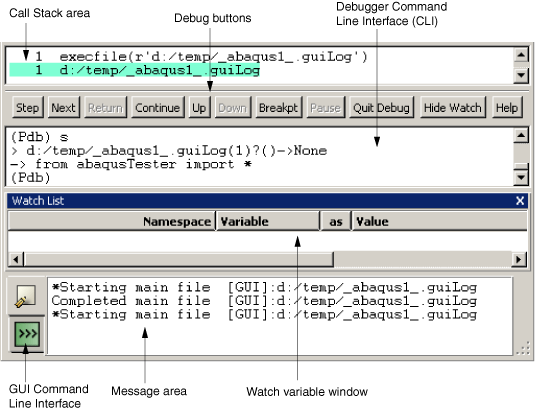 Call Stack area
Debug buttons
Debugger Command
Line Interface (CLI)
1 execfile(r'd:/temp/_abaqus1_.guiLog')
1 d:/temp/_abaqus1_.guiLog
Step Next Return Continue Up Down Breakpt Pause Quit Debug Hide Watch Help
(Pdb) s
> d:/temp/_abaqus1_.guiLog(1)?()->None
-> from abaqusTester import *
(Pdb)
Watch List X
Namespace Variable as Value
*Starting main file [GUI]:d:/temp/_abaqus1_.guiLog
Completed main file [GUI]:d:/temp/_abaqus1_.guiLog
*Starting main file [GUI]:d:/temp/_abaqus1_.guiLog
>>>
GUI Command
Line Interface
Message area
Watch variable window